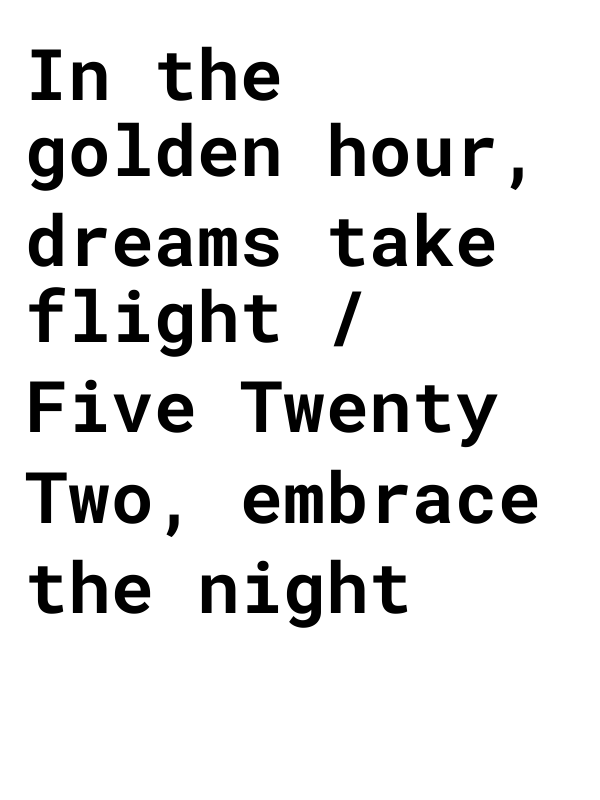 In the
golden hour,
dreams take
flight /
Five Twenty
Two, embrace
the night